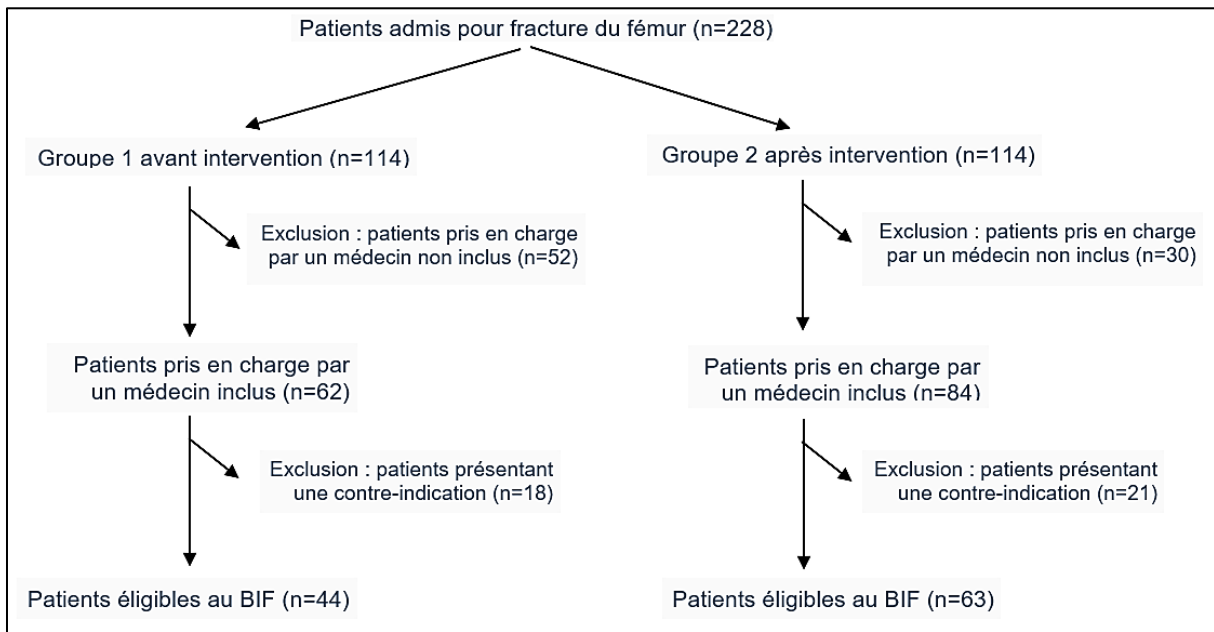 Patients admis pour fracture du fémur (n=228)
Groupe 1 avant intervention (n=114)
Groupe 2 après intervention (n=114)
Exclusion : patients pris en charge
par un médecin non inclus (n=52)
Exclusion : patients pris en charge
par un médecin non inclus (n=30)
Patients pris en charge par
un médecin inclus (n=62)
Patients pris en charge par
un médecin inclus (n=84)
Exclusion : patients présentant
une contre-indication (n=18)
Exclusion : patients présentant
une contre-indication (n=21)
Patients éligibles au BIF (n=44)
Patients éligibles au BIF (n=63)